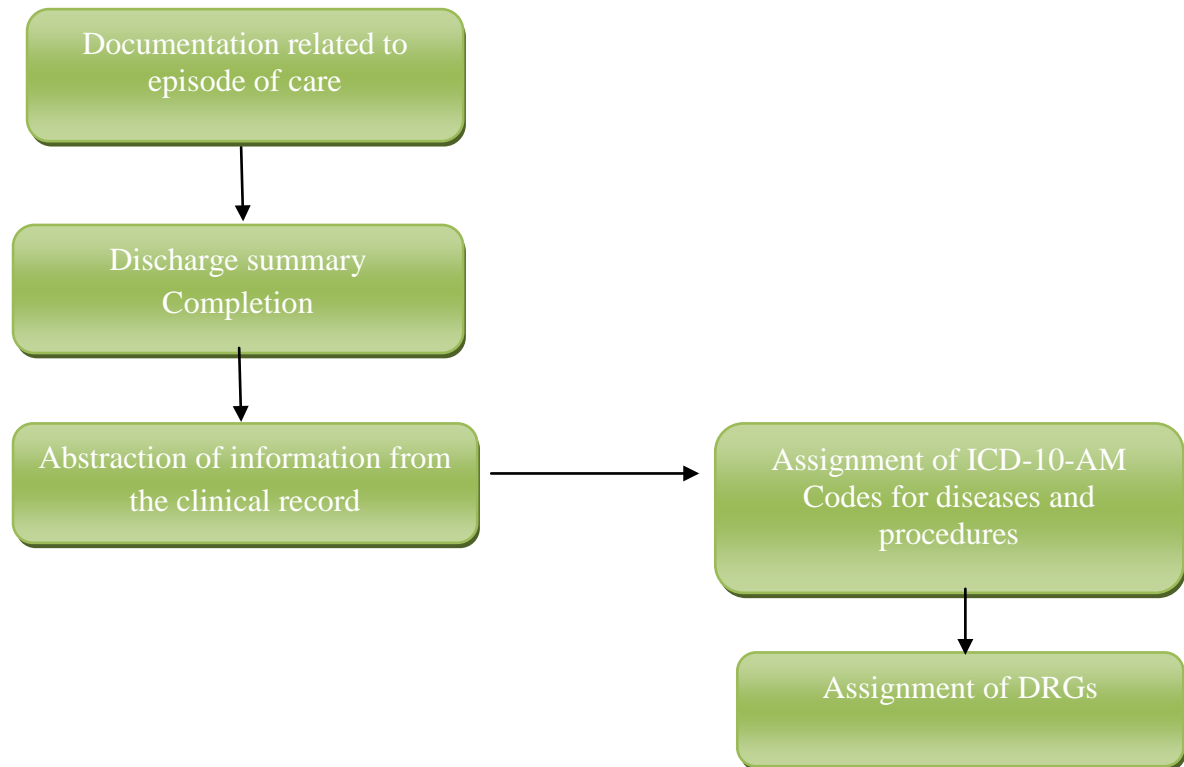 Documentation related to
episode of care
Discharge summary
Completion
Abstraction of information from
the clinical record
Assignment of ICD-10-AM
Codes for diseases and
procedures
Assignment of DRGs